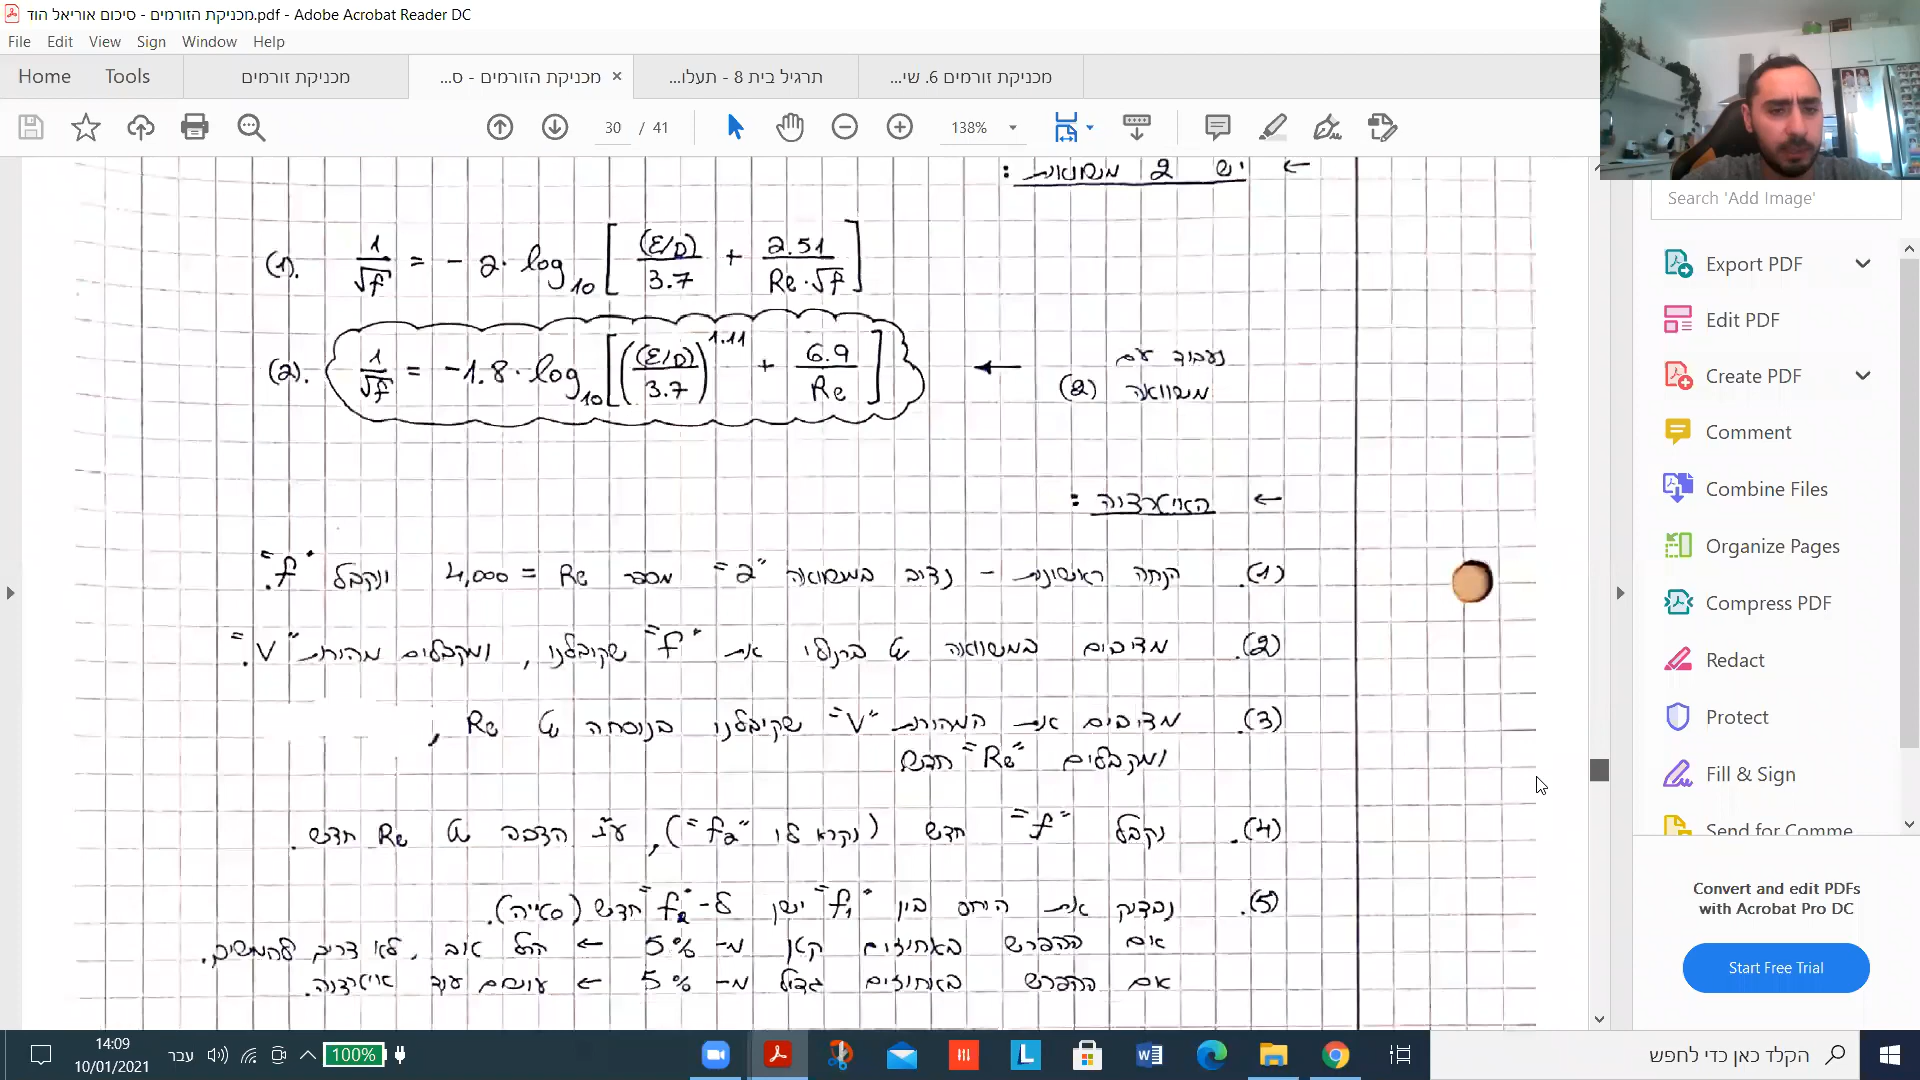 מכניקת הזורמים - סיכום אוריאל הוד.pdf - Adobe Acrobat Reader DC
File Edit View Sign Window Help
Home Tools מכניקת זורמים מכניקת הזורמים - ס... × תרגיל בית 8 - תעלו... מכניקת זורמים 6. שי...
30 / 41 138%
← יש 2 משוואות :
(1). 1/√f = -2·log₁₀[(ε/D)/3.7 + 2.51/(Re·√f)]
(2). 1/√f = -1.8·log₁₀[((ε/D)/3.7)^1.11 + 6.9/Re] ← נעבוד עם
משוואה (2)
← האיטרציה :
(1). הנחה ראשונית - נציב במשוואה "2" מספר Re = 4,000 ונקבל "f".
(2). מציבים במשוואה של ברנולי את "f" שקיבלנו, ומקבלים מהירות "V".
(3). מציבים את המהירות "V" שקיבלנו בנוסחה של Re,
ומקבלים "Re" חדש
(4). נקבל "f" חדש (נקרא לו "f₂"), ע"י הצבה של Re חדש.
(5). נבדוק את היחס בין "f₁" ישן ל-"f₂" חדש (סטייה).
אם ההפרש באחוזים קטן מ- 5% ← הכל טוב, לא צריך להמשיך.
אם ההפרש באחוזים גדול מ- 5% ← עושים עוד איטרציה.
Search 'Add Image'
Export PDF
Edit PDF
Create PDF
Comment
Combine Files
Organize Pages
Compress PDF
Redact
Protect
Fill & Sign
Send for Comme
Convert and edit PDFs
with Acrobat Pro DC
Start Free Trial
14:09
10/01/2021
עבר
100%
הקלד כאן כדי לחפש